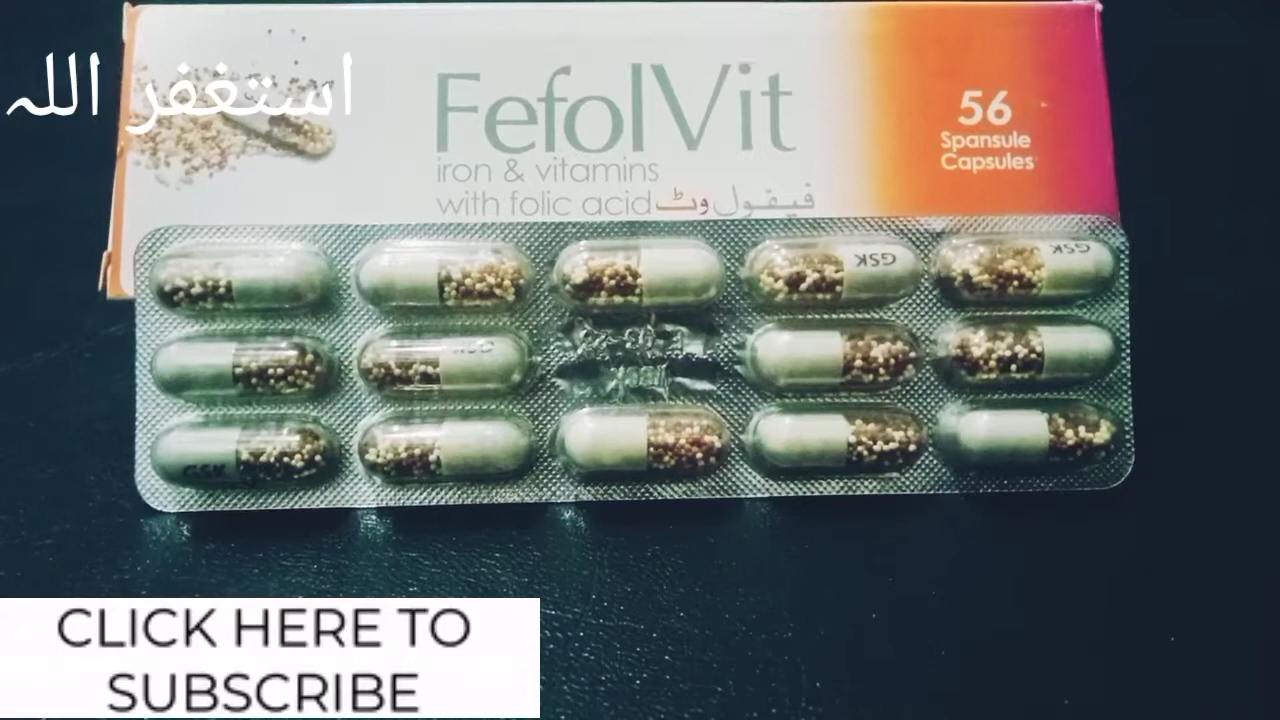 استغفر اللہ
FefolVit
iron & vitamins
with folic acid فیفول وٹ
56
Spansule
Capsules
GSK
GSK
GSK
GSK
CLICK HERE TO
SUBSCRIBE